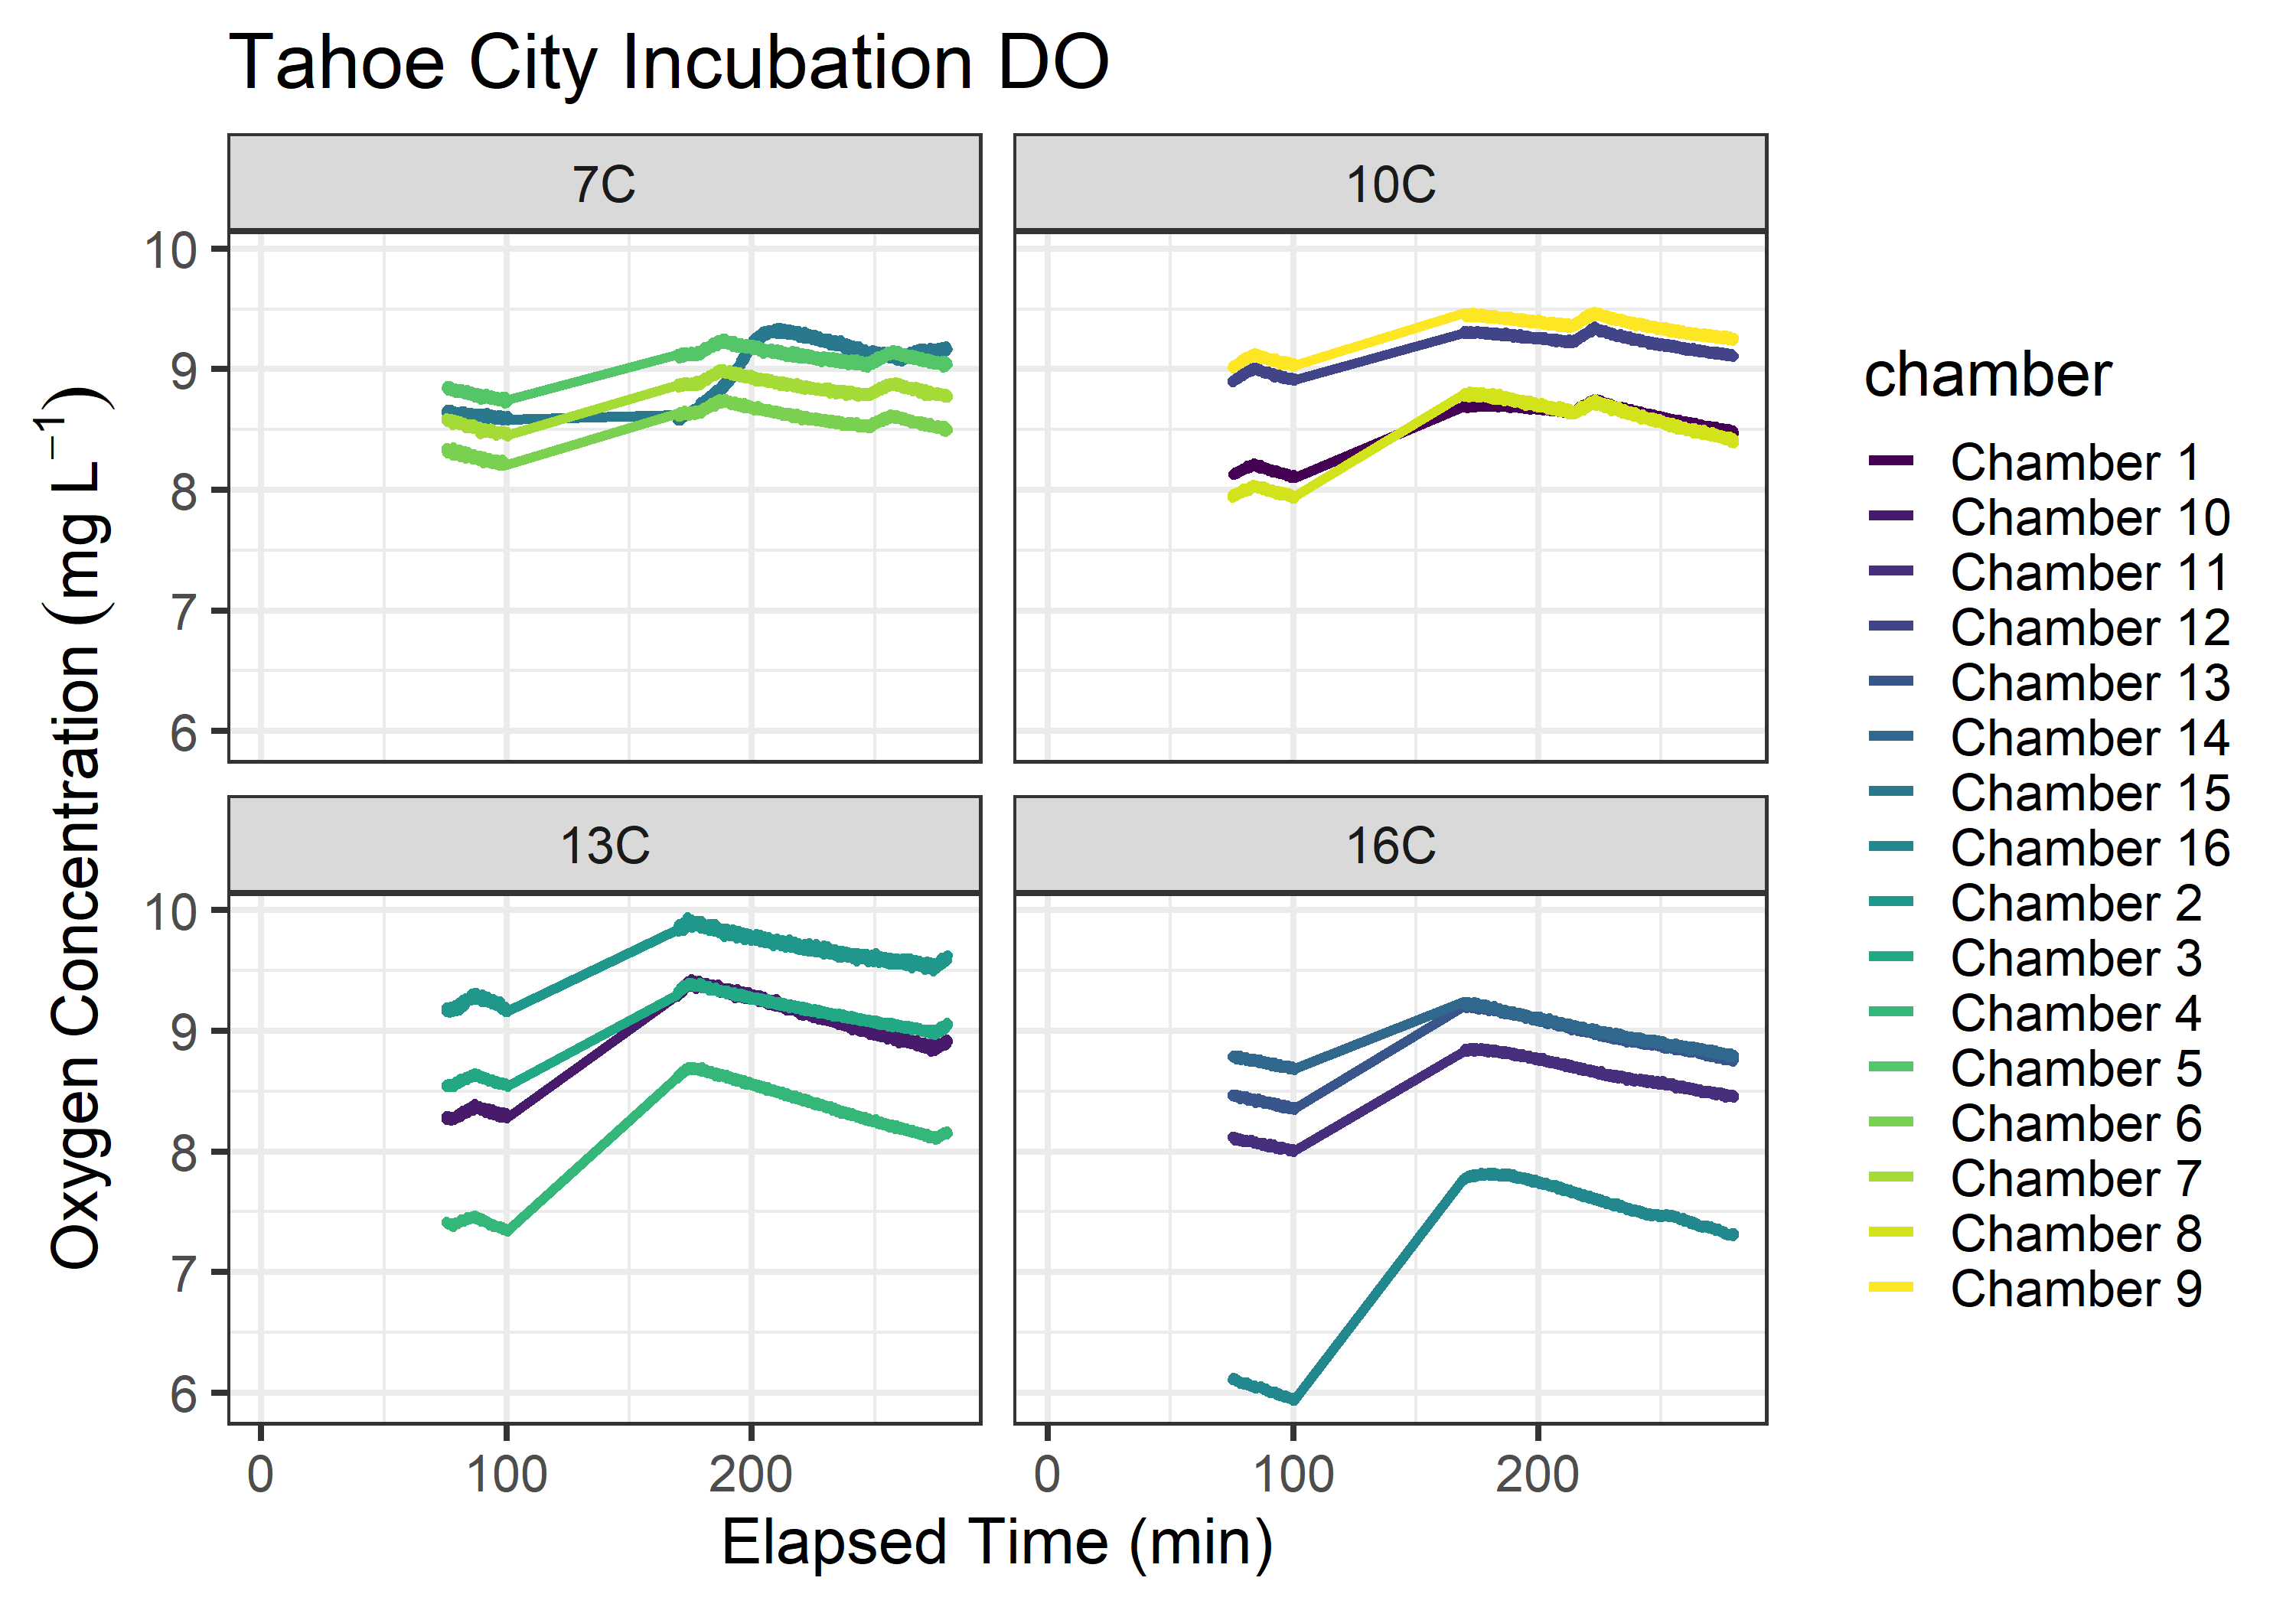 Tahoe City Incubation DO
7C
10C
10
9
8
7
6
13C
16C
10
9
8
7
6
0
100
200
0
100
200
Elapsed Time (min)
Oxygen Concentration (mg L⁻¹)
chamber
Chamber 1
Chamber 10
Chamber 11
Chamber 12
Chamber 13
Chamber 14
Chamber 15
Chamber 16
Chamber 2
Chamber 3
Chamber 4
Chamber 5
Chamber 6
Chamber 7
Chamber 8
Chamber 9